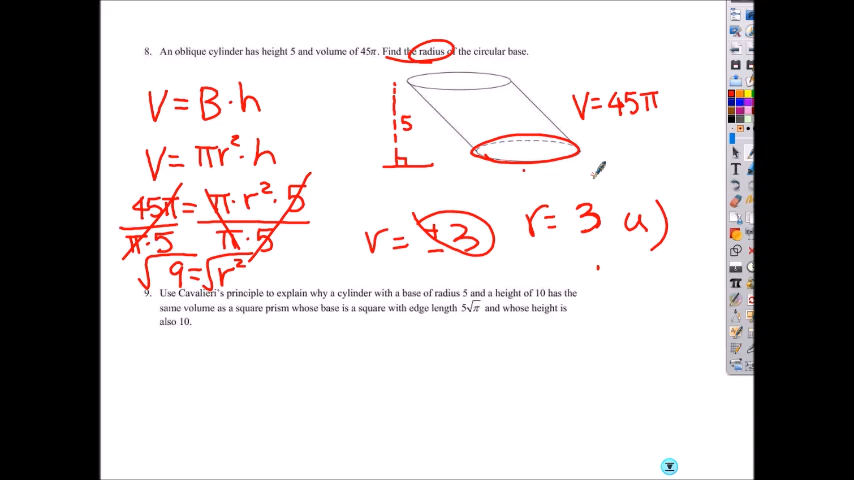 8. An oblique cylinder has height 5 and volume of 45π. Find the radius of the circular base.
V = B · h
V = πr² · h
45π = π · r² · 5
π · 5 π · 5
√9 = √r²
5
V = 45π
r = ±3
r = 3 u)
9. Use Cavalieri's principle to explain why a cylinder with a base of radius 5 and a height of 10 has the
same volume as a square prism whose base is a square with edge length 5√π and whose height is
also 10.
T